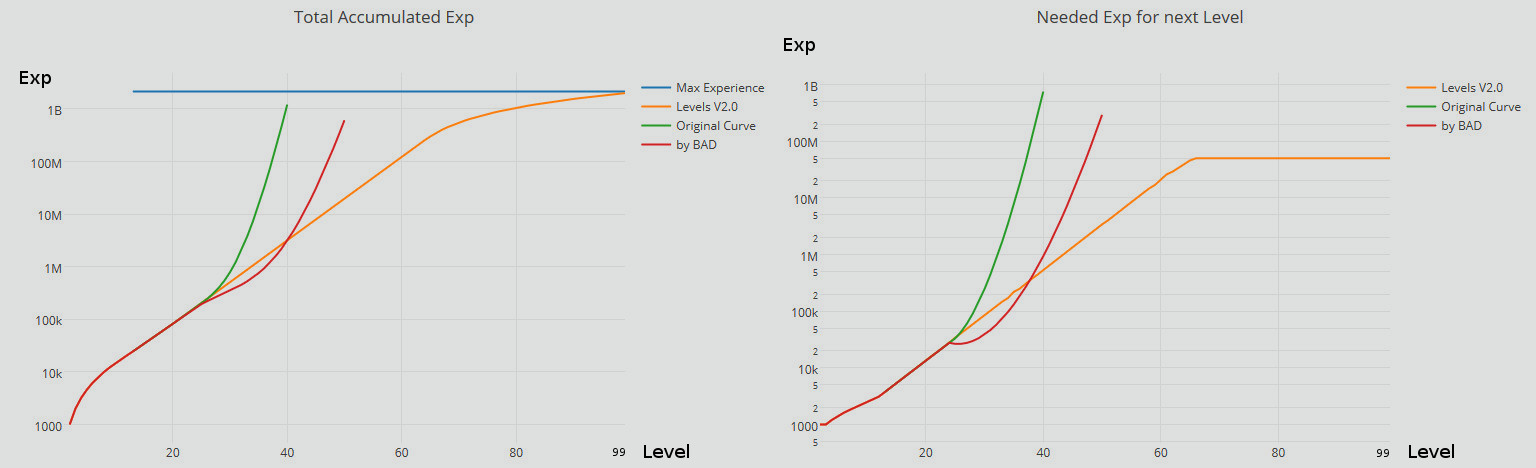 Total Accumulated Exp
Exp
1B
100M
10M
1M
100k
10k
1000
20 40 60 80 99
Level
Max Experience
Levels V2.0
Original Curve
by BAD
Needed Exp for next Level
Exp
1B
5
2
100M
5
2
10M
5
2
1M
5
2
100k
5
2
10k
5
2
1000
5
20 40 60 80 99
Level
Levels V2.0
Original Curve
by BAD